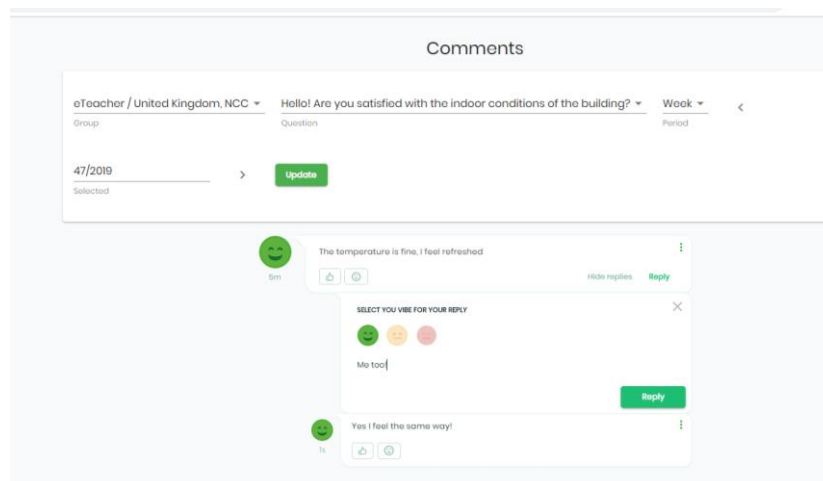 Comments
eTeacher / United Kingdom, NCC
Hello! Are you satisfied with the indoor conditions of the building?
Week
Group
Question
Period
47/2019
Update
Selected
The temperature is fine, I feel refreshed
5m
Hide replies
Reply
SELECT YOU VIBE FOR YOUR REPLY
Me too!
Reply
Yes I feel the same way!
1s